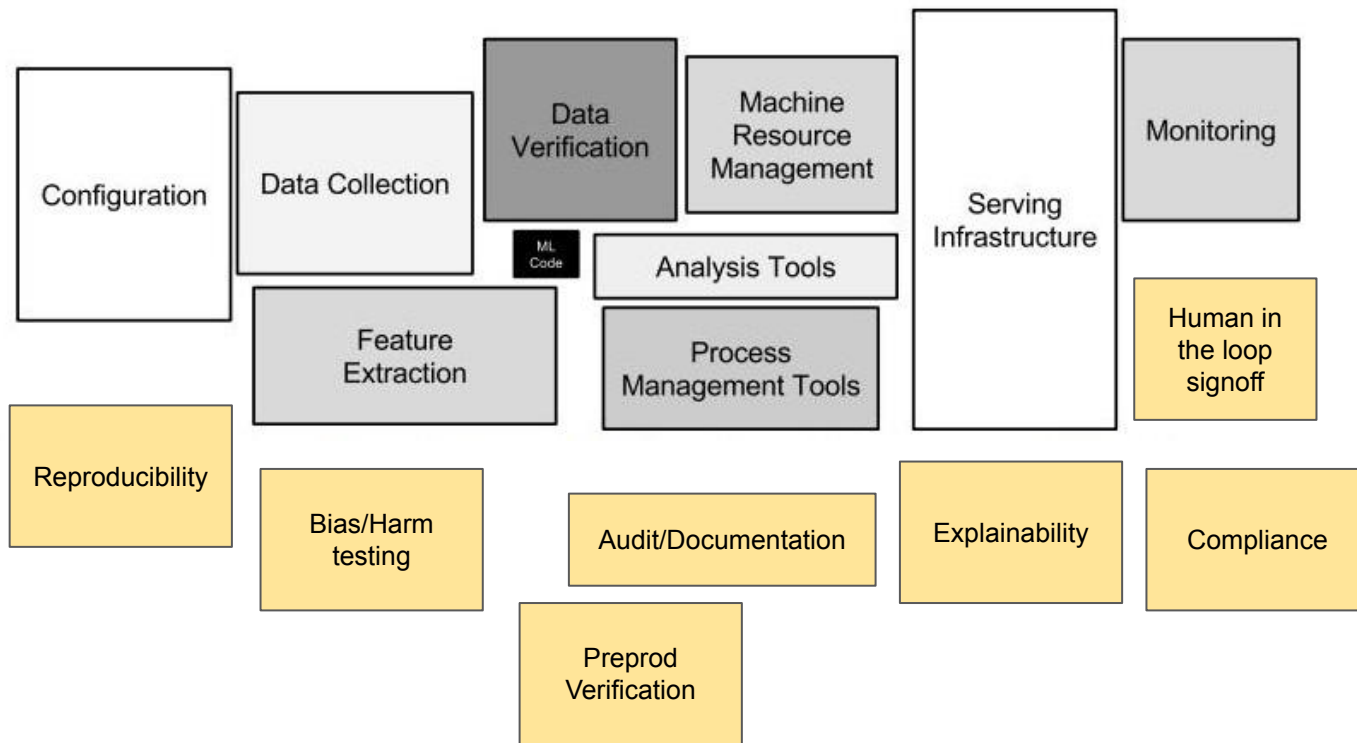 Configuration
Data Collection
Data
Verification
Machine
Resource
Management
Serving
Infrastructure
Monitoring
ML
Code
Analysis Tools
Feature
Extraction
Process
Management Tools
Human in
the loop
signoff
Reproducibility
Bias/Harm
testing
Audit/Documentation
Explainability
Compliance
Preprod
Verification